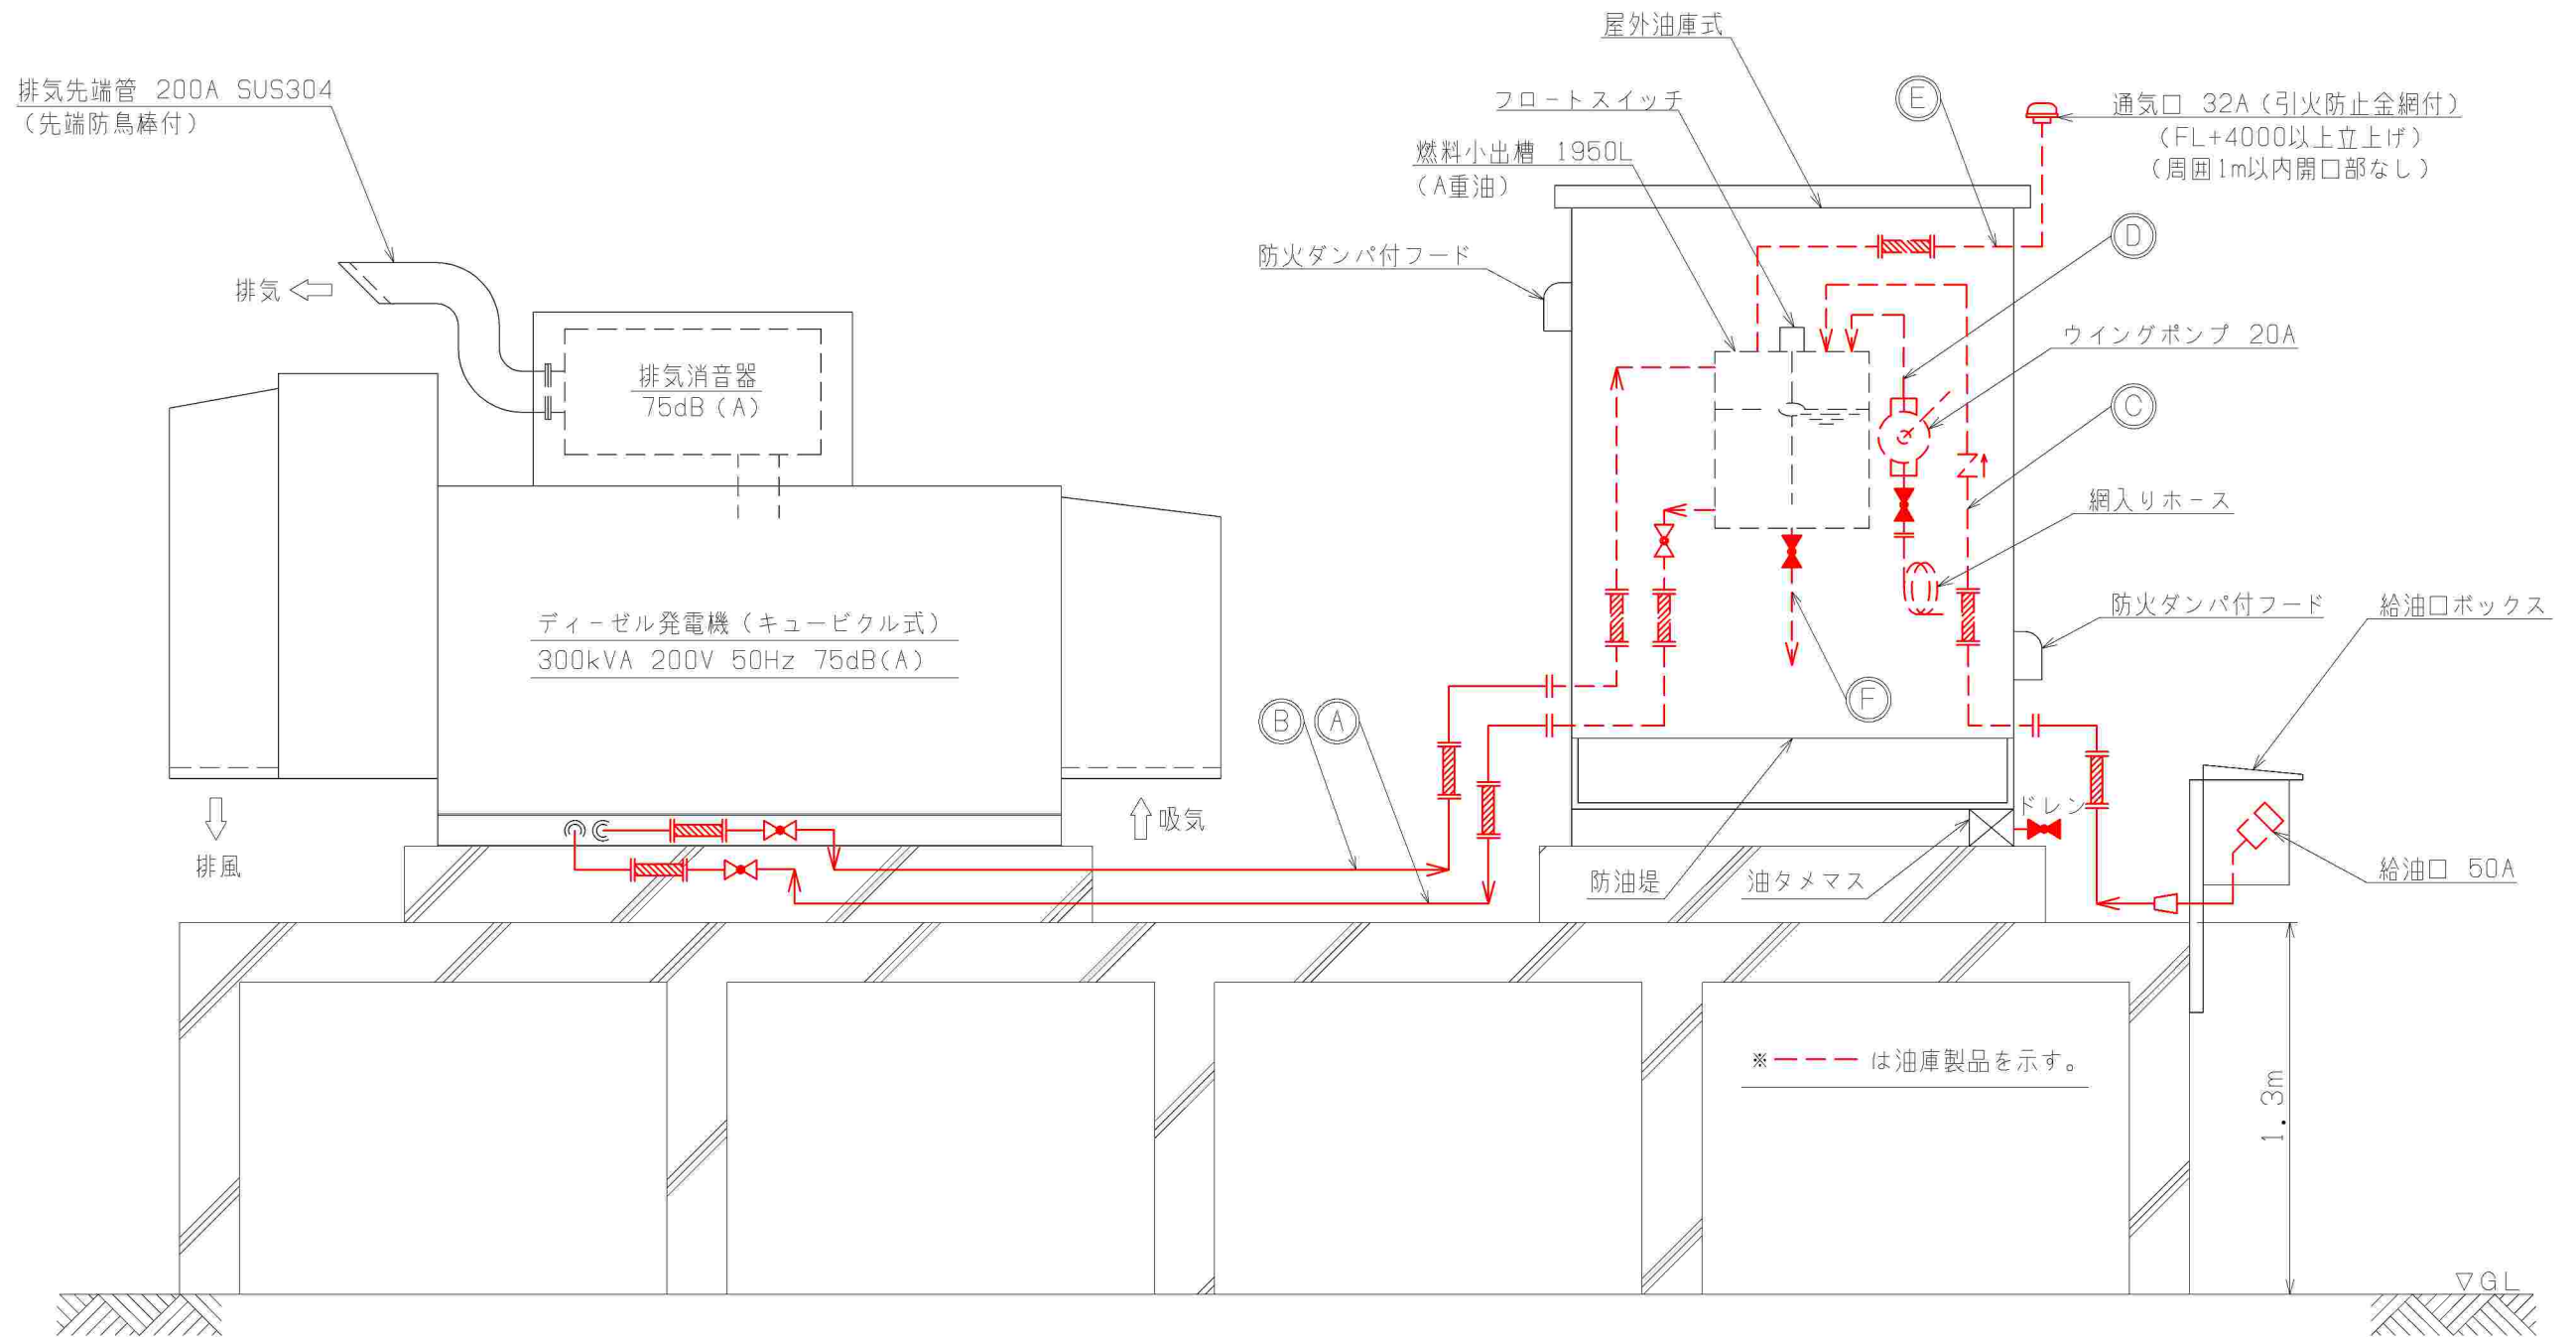 屋外油庫式
排気先端管 200A SUS304
（先端防鳥棒付）
フロートスイッチ
E
通気口 32A（引火防止金網付）
（FL+4000以上立上げ）
（周囲1m以内開口部なし）
燃料小出槽 1950L
（A重油）
防火ダンパ付フード
D
排気
ウイングポンプ 20A
排気消音器
75dB（A）
C
網入りホース
防火ダンパ付フード
給油口ボックス
ディーゼル発電機（キュービクル式）
300kVA 200V 50Hz 75dB(A)
F
B
A
ドレン
吸気
排風
防油堤
油タメマス
給油口 50A
※ は油庫製品を示す。
1.3m
▽GL